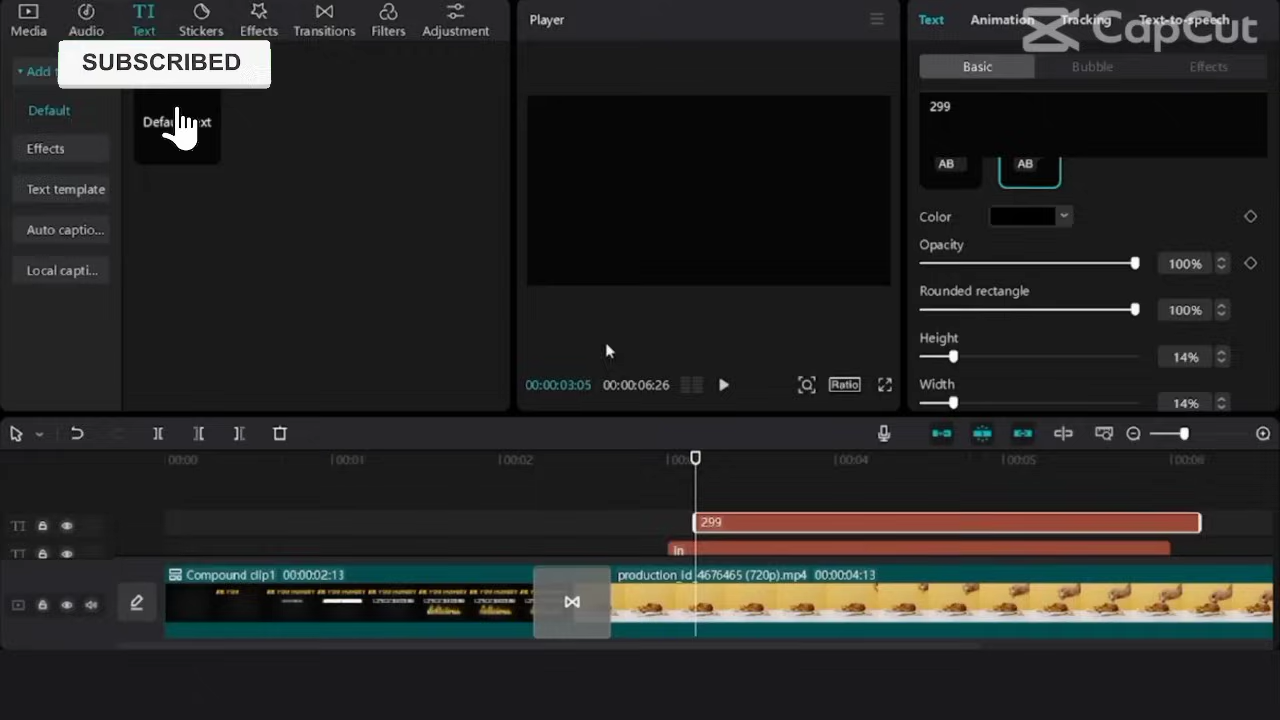 Media Audio Text Stickers Effects Transitions Filters Adjustment
Player
Text Animation Tracking Text-to-speech
CapCut
SUBSCRIBED
Add
Default
Effects
Text template
Auto captio...
Local capti...
Basic Bubble Effects
299
AB AB
Color
Opacity
100%
Rounded rectangle
100%
Height
14%
Width
14%
00:00:03:05 00:00:06:26 Ratio
00:00 00:01 00:02 00:04 00:05 00:06
TI 299
TI in
Compound clip1 00:00:02:13 production_id_4676465 (720p).mp4 00:00:04:13